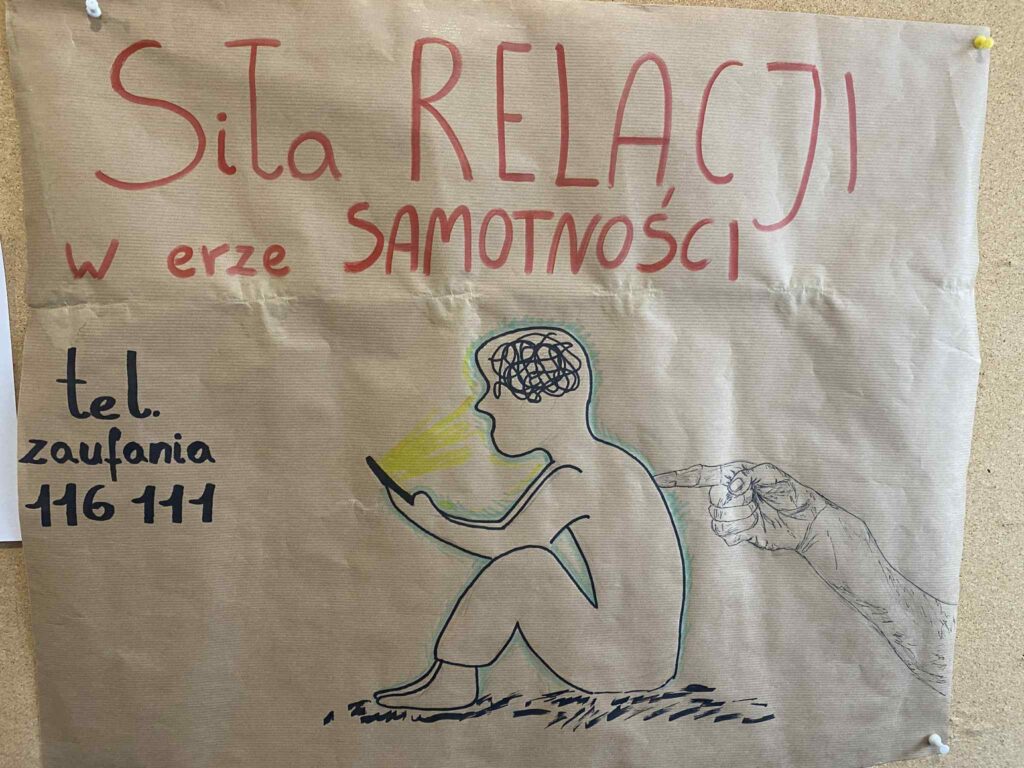 Siła RELACJI
w erze SAMOTNOŚCI
tel.
zaufania
116 111